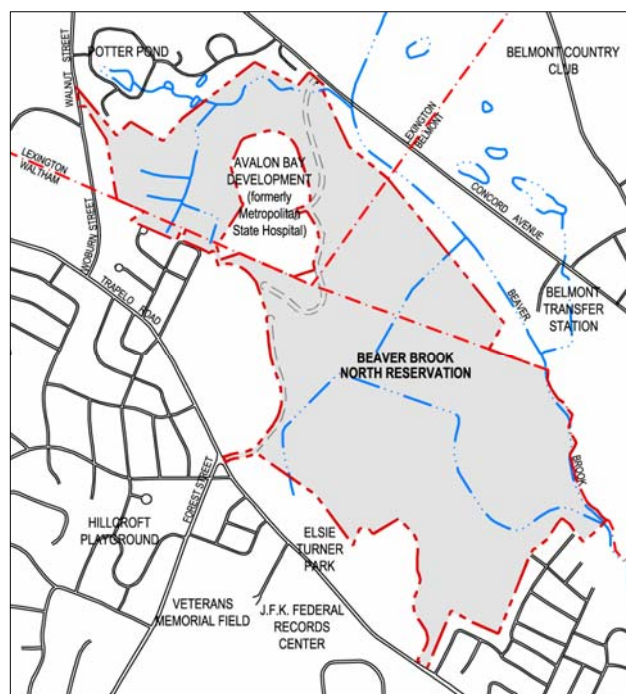 POTTER POND
WALNUT STREET
BELMONT COUNTRY
CLUB
LEXINGTON
BELMONT
LEXINGTON
WALTHAM
AVALON BAY
DEVELOPMENT
(formerly
Metropolitan
State Hospital)
CONCORD AVENUE
WOBURN STREET
TRAPELO ROAD
BEAVER
BELMONT
TRANSFER
STATION
BEAVER BROOK
NORTH RESERVATION
BROOK
FOREST STREET
HILLCROFT
PLAYGROUND
ELSIE
TURNER
PARK
VETERANS
MEMORIAL FIELD
J.F.K. FEDERAL
RECORDS
CENTER